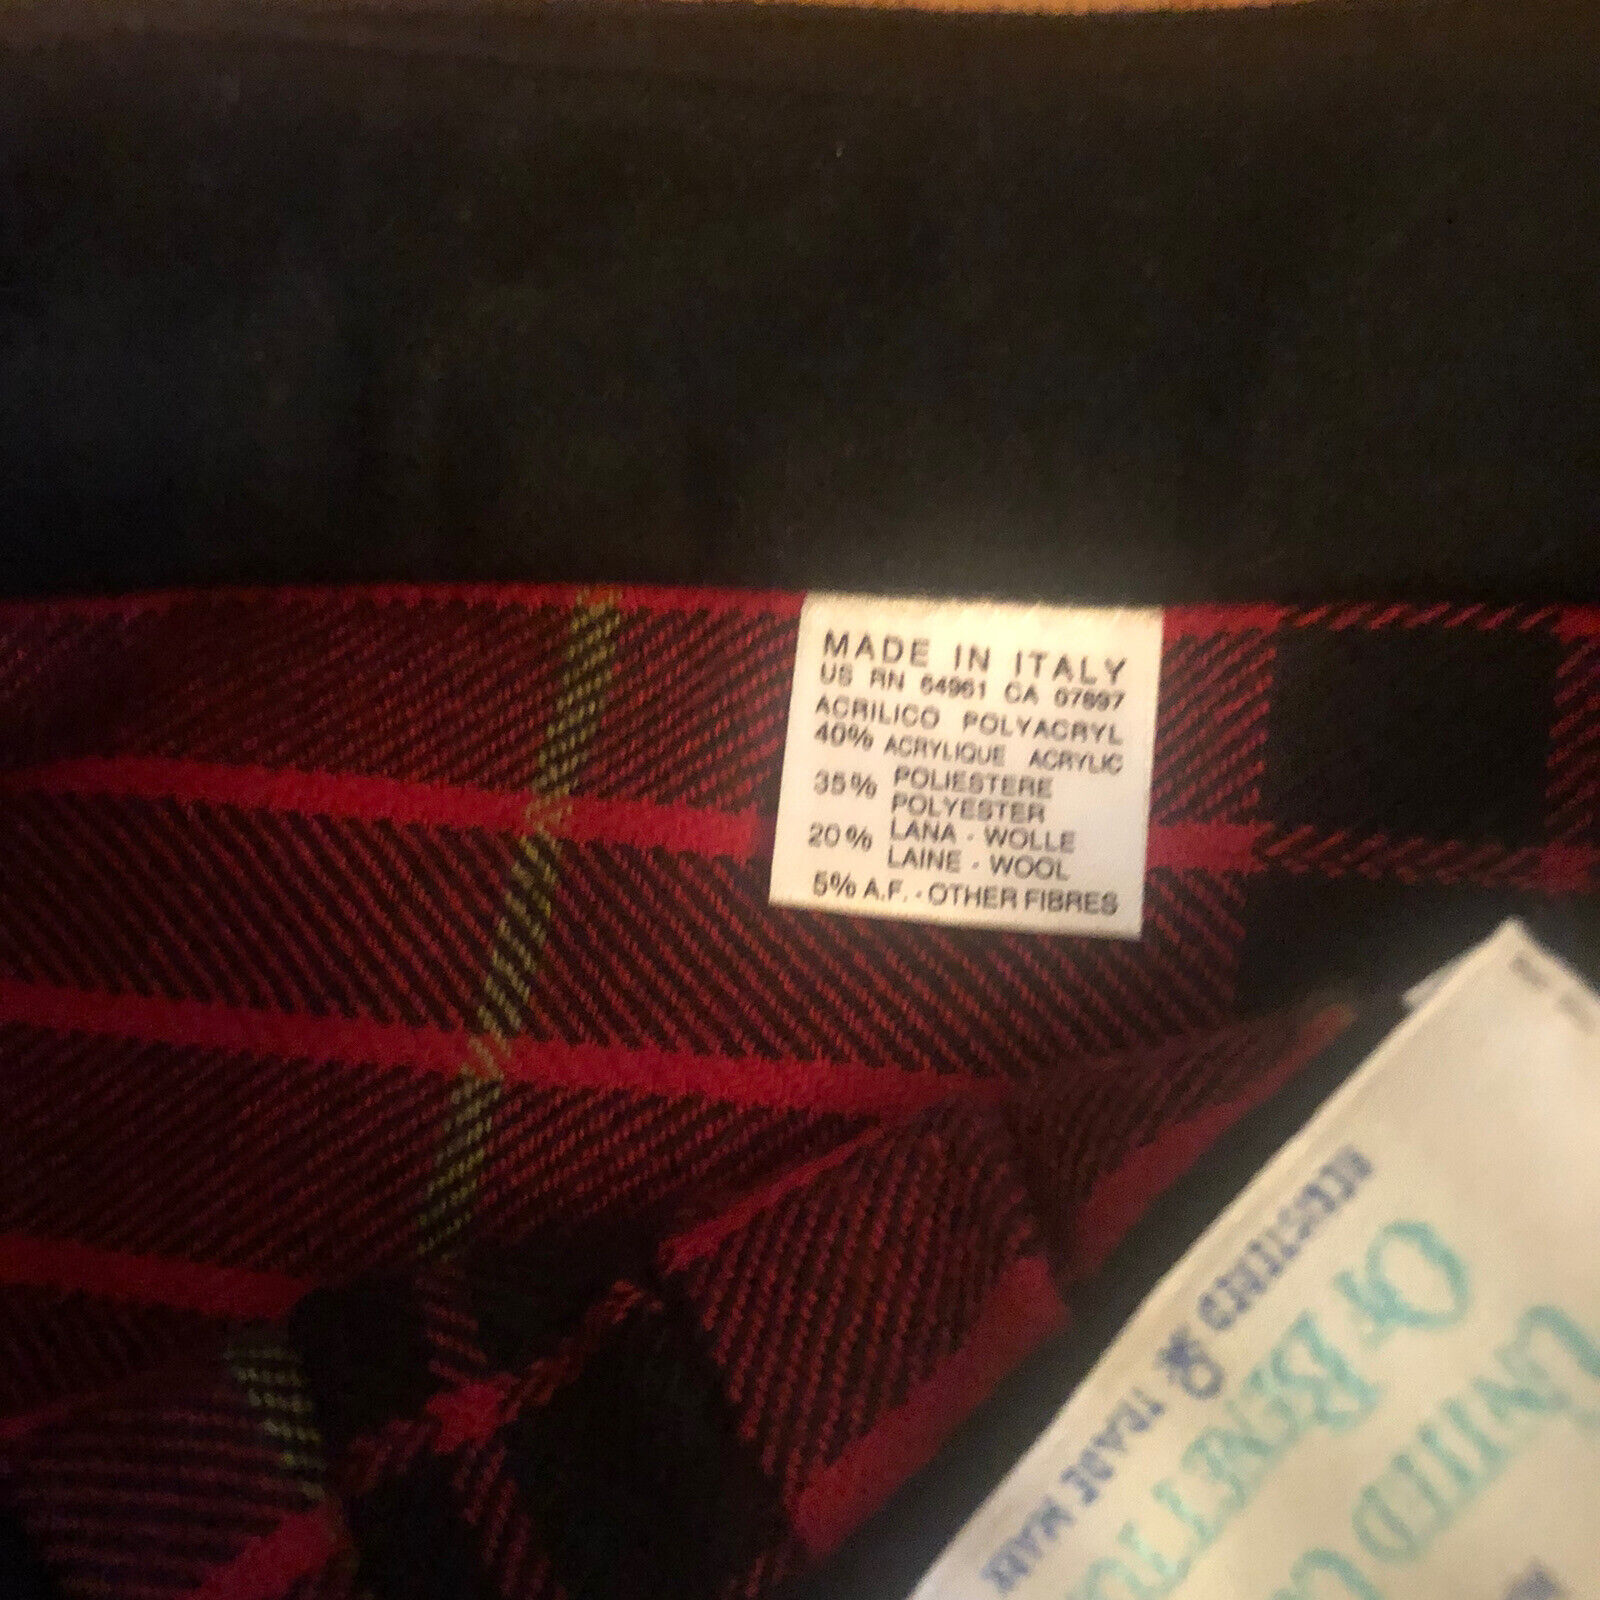 MADE IN ITALY
US RN 64961 CA 07897
ACRILICO POLYACRYL
40% ACRYLIQUE ACRYLIC
35% POLIESTERE
POLYESTER
20% LANA - WOLLE
LAINE - WOOL
5% A.F. - OTHER FIBRES
UNITED
OF BENETTON
REGISTERED TRADE MARK